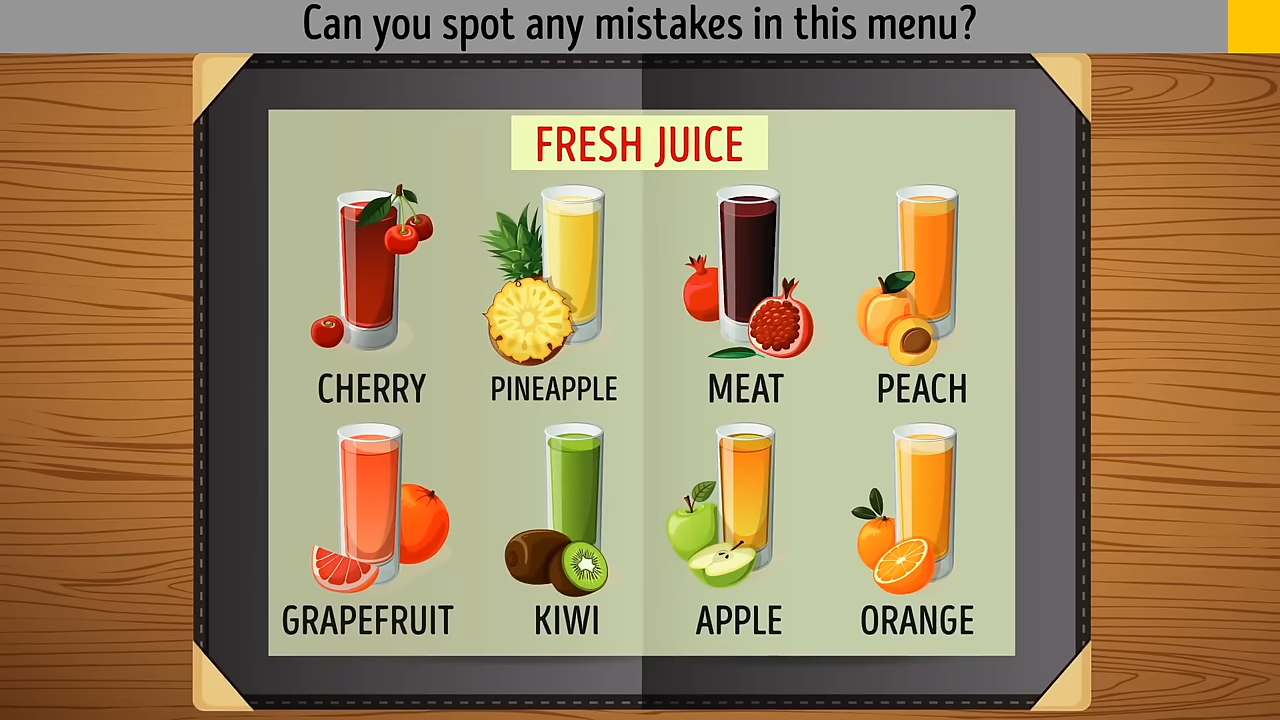 Can you spot any mistakes in this menu?
FRESH JUICE
CHERRY
PINEAPPLE
MEAT
PEACH
GRAPEFRUIT
KIWI
APPLE
ORANGE